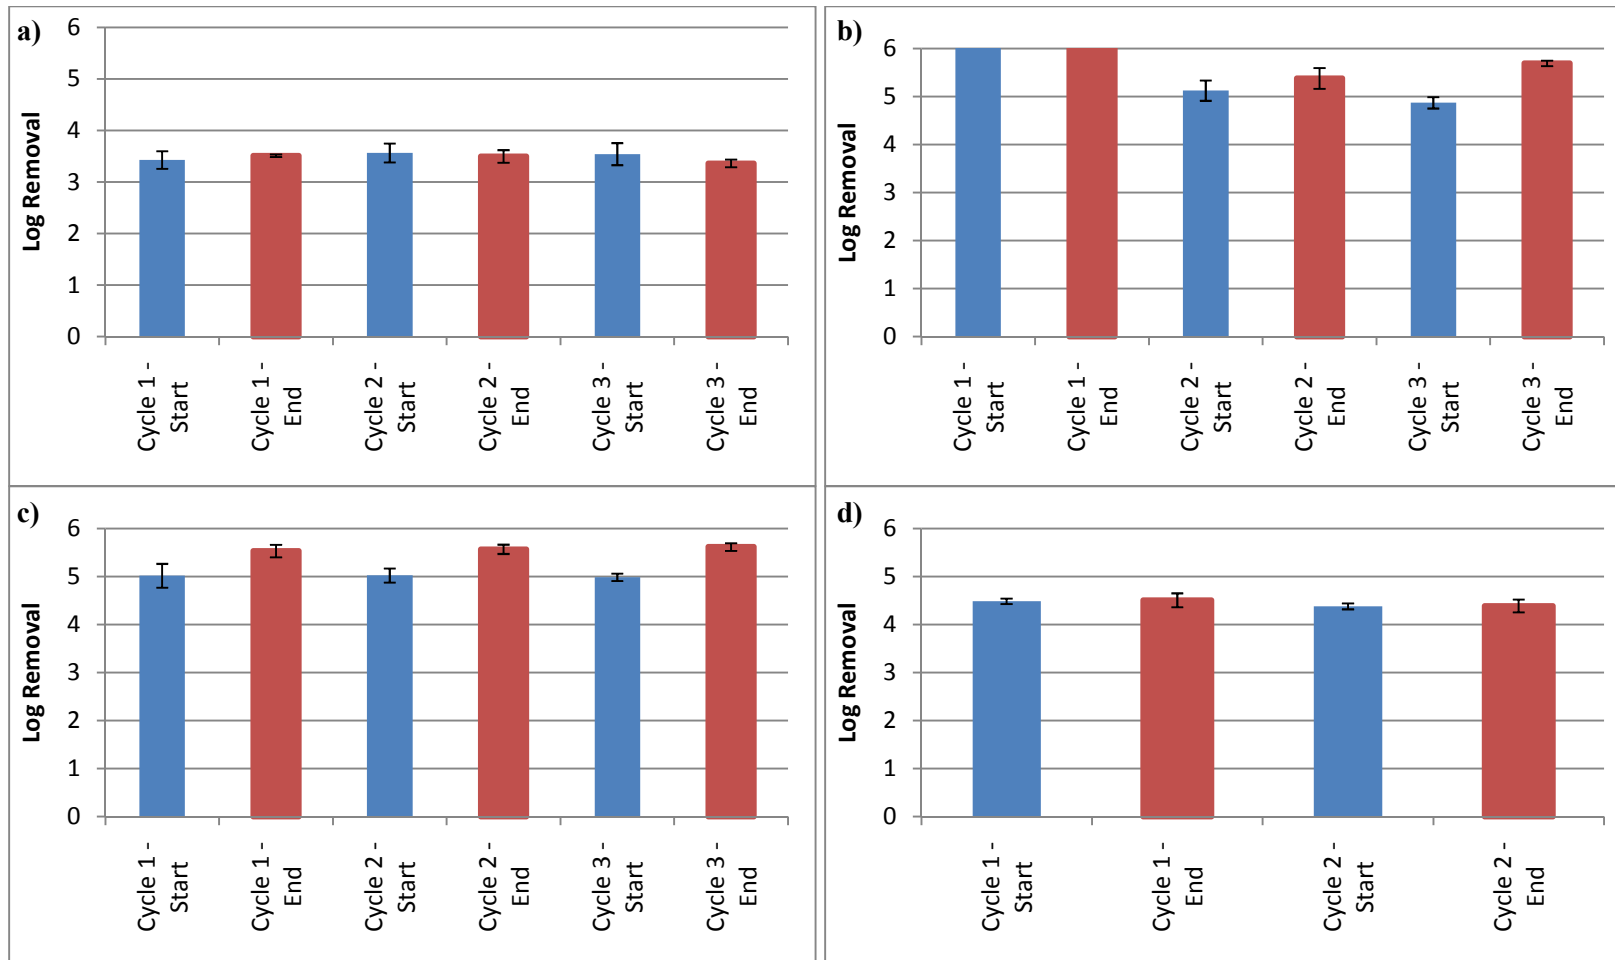 a)
Log Removal
6
5
4
3
2
1
0
Cycle 1 -
Start
Cycle 1 -
End
Cycle 2 -
Start
Cycle 2 -
End
Cycle 3 -
Start
Cycle 3 -
End
b)
Log Removal
6
5
4
3
2
1
0
Cycle 1 -
Start
Cycle 1 -
End
Cycle 2 -
Start
Cycle 2 -
End
Cycle 3 -
Start
Cycle 3 -
End
c)
Log Removal
6
5
4
3
2
1
0
Cycle 1 -
Start
Cycle 1 -
End
Cycle 2 -
Start
Cycle 2 -
End
Cycle 3 -
Start
Cycle 3 -
End
d)
Log Removal
6
5
4
3
2
1
0
Cycle 1 -
Start
Cycle 1 -
End
Cycle 2 -
Start
Cycle 2 -
End